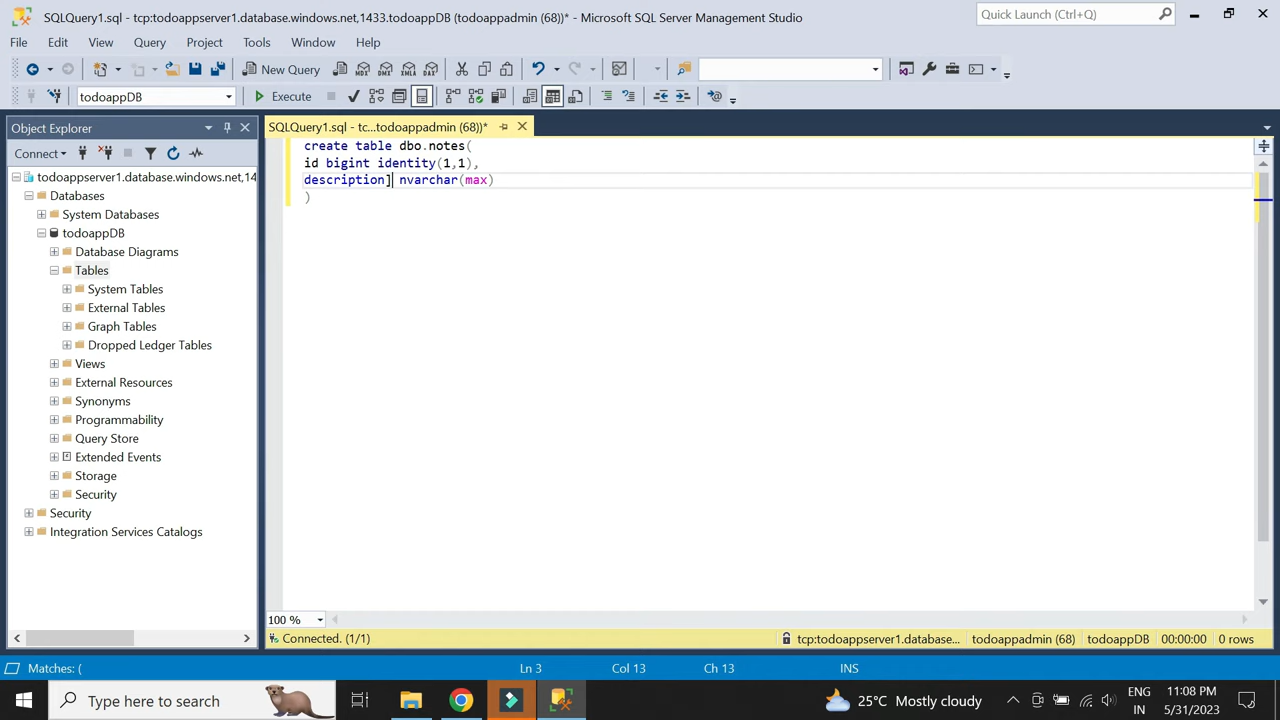 SQLQuery1.sql - tcp:todoappserver1.database.windows.net,1433.todoappDB (todoappadmin (68))* - Microsoft SQL Server Management Studio
Quick Launch (Ctrl+Q)
File Edit View Query Project Tools Window Help
New Query MDX DMX XMLA DAX
todoappDB Execute
Object Explorer
SQLQuery1.sql - tc...todoappadmin (68))*
Connect
todoappserver1.database.windows.net,14
Databases
System Databases
todoappDB
Database Diagrams
Tables
System Tables
External Tables
Graph Tables
Dropped Ledger Tables
Views
External Resources
Synonyms
Programmability
Query Store
Extended Events
Storage
Security
Security
Integration Services Catalogs
create table dbo.notes(
id bigint identity(1,1),
description] nvarchar(max)
)
100 %
Connected. (1/1) tcp:todoappserver1.database... todoappadmin (68) todoappDB 00:00:00 0 rows
Matches: ( Ln 3 Col 13 Ch 13 INS
Type here to search
25°C Mostly cloudy
ENG
IN
11:08 PM
5/31/2023